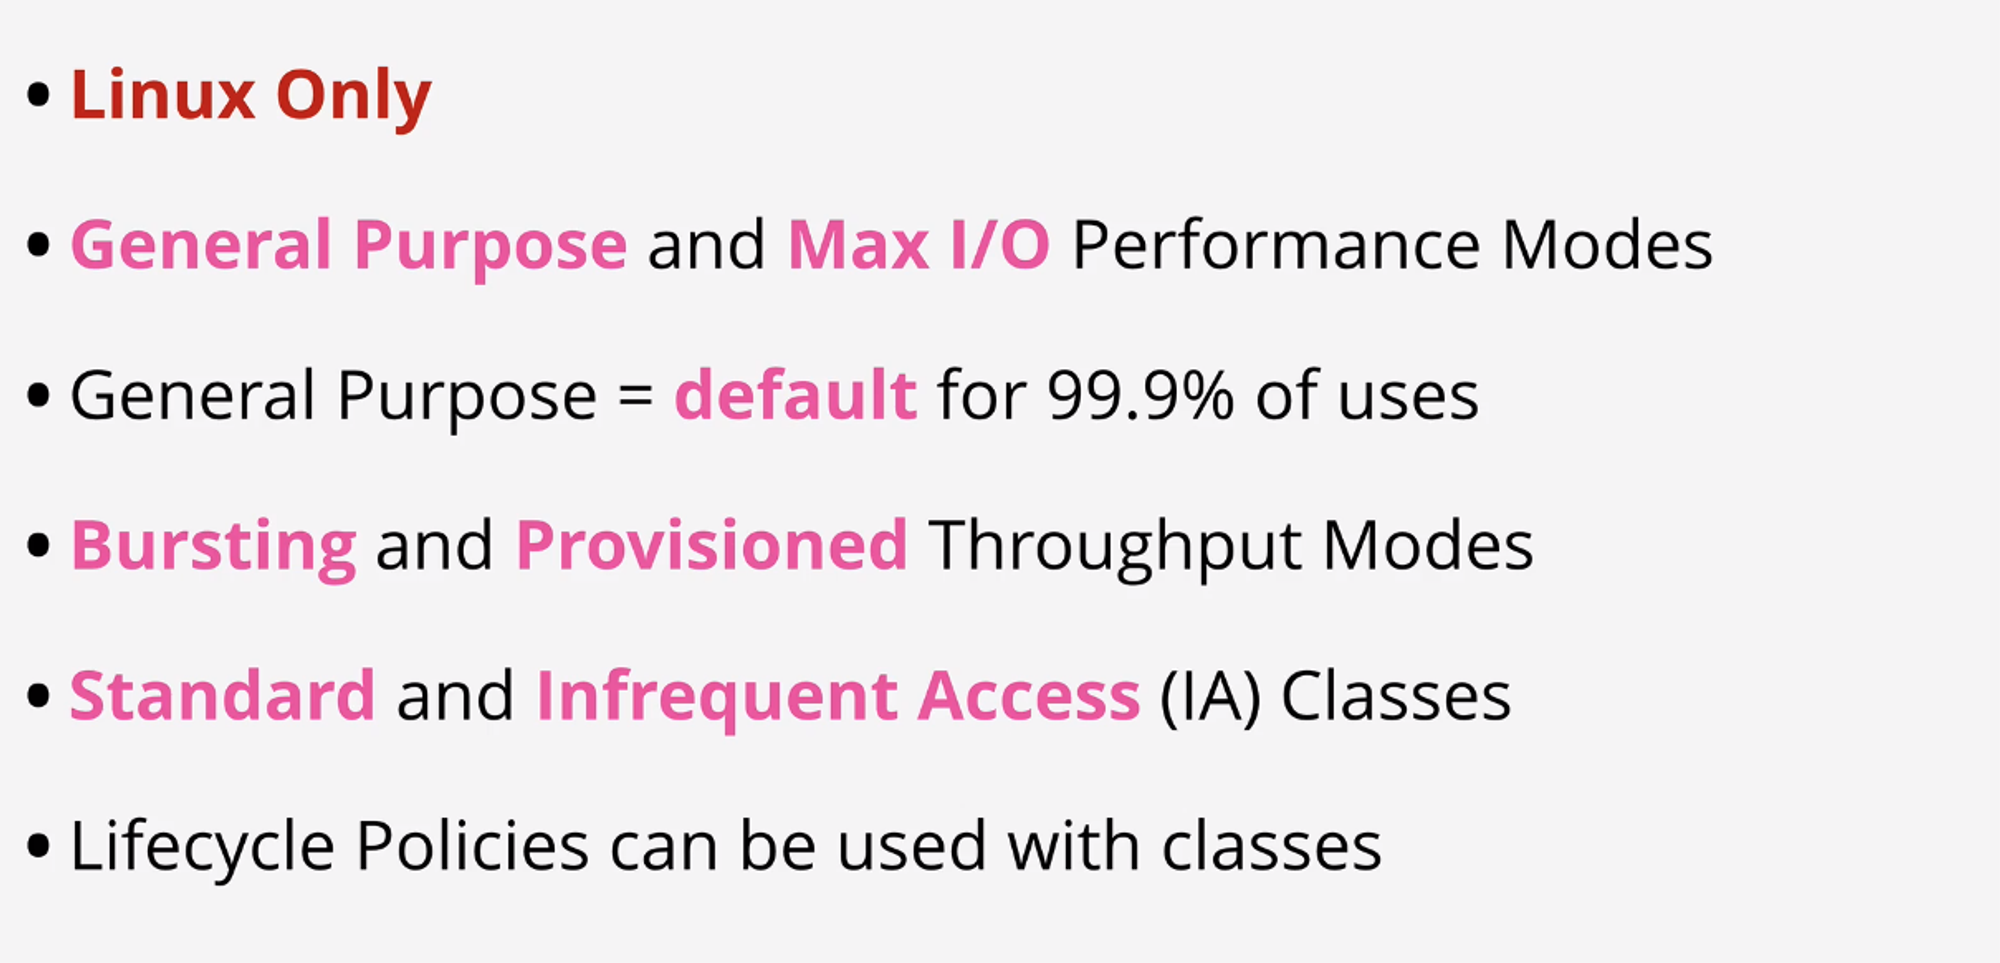 • Linux Only
• General Purpose and Max I/O Performance Modes
• General Purpose = default for 99.9% of uses
• Bursting and Provisioned Throughput Modes
• Standard and Infrequent Access (IA) Classes
• Lifecycle Policies can be used with classes